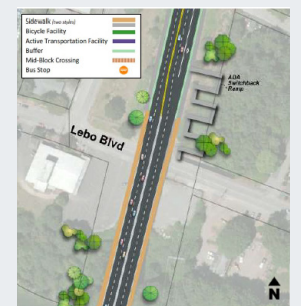 Sidewalk (two styles)
Bicycle Facility
Active Transportation Facility
Buffer
Mid-Block Crossing
Bus Stop
ADA
Switchback
Ramp
Lebo Blvd
N